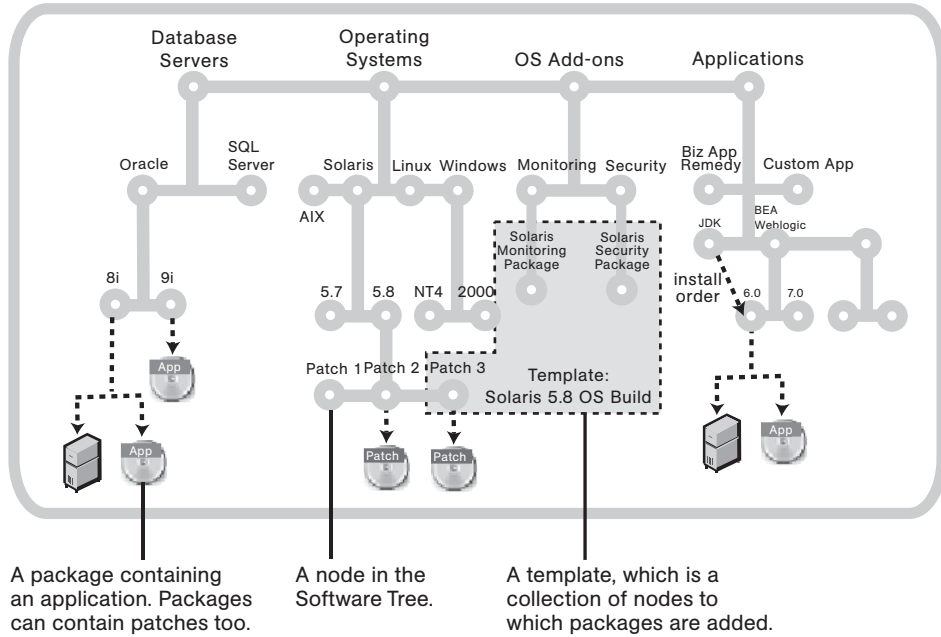 Database
Servers
Operating
Systems
OS Add-ons
Applications
Oracle
SQL
Server
Solaris
Linux
Windows
Monitoring
Security
Biz App
Remedy
Custom App
AIX
JDK
BEA
Weblogic
Solaris
Monitoring
Package
Solaris
Security
Package
install
order
8i
9i
5.7
5.8
NT4
2000
6.0
7.0
App
Patch 1
Patch 2
Patch 3
Template:
Solaris 5.8 OS Build
App
Patch
Patch
App
A package containing
an application. Packages
can contain patches too.
A node in the
Software Tree.
A template, which is a
collection of nodes to
which packages are added.